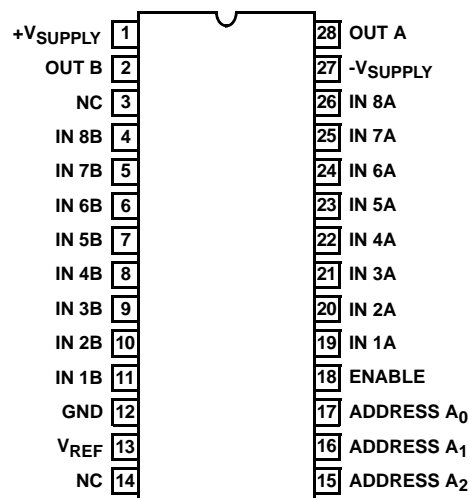 +VSUPPLY 1 28 OUT A
OUT B 2 27 -VSUPPLY
NC 3 26 IN 8A
IN 8B 4 25 IN 7A
IN 7B 5 24 IN 6A
IN 6B 6 23 IN 5A
IN 5B 7 22 IN 4A
IN 4B 8 21 IN 3A
IN 3B 9 20 IN 2A
IN 2B 10 19 IN 1A
IN 1B 11 18 ENABLE
GND 12 17 ADDRESS A0
VREF 13 16 ADDRESS A1
NC 14 15 ADDRESS A2